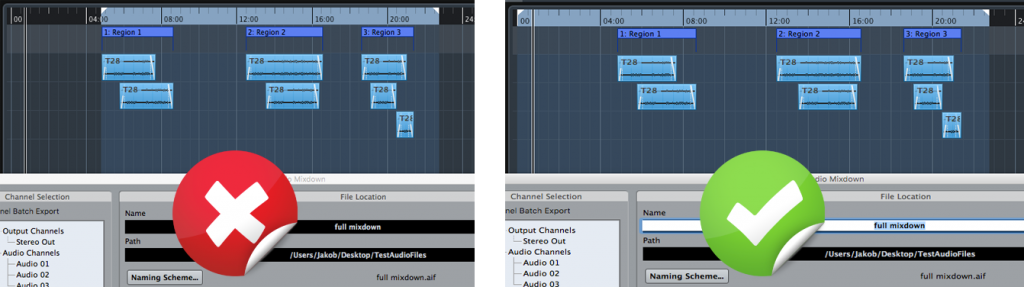 00 04:00 08:00 12:00 16:00 20:00 24
1: Region 1 2: Region 2 3: Region 3
T28 T28 T28
T28 T28 T28
T28
Mixdown
Channel Selection
File Location
nel Batch Export
Name
full mixdown
Output Channels
Stereo Out
Path
Audio Channels
/Users/Jakob/Desktop/TestAudioFiles
Audio 01
Audio 02
Naming Scheme...
full mixdown.aif
Audio 03
00 04:00 08:00 12:00 16:00 20:00 24:
1: Region 1 2: Region 2 3: Region 3
T28 T28 T28
T28 T28 T28
T28
dio Mixdown
Channel Selection
File Location
nel Batch Export
Name
full mixdown
Output Channels
Stereo Out
Path
Audio Channels
/Users/Jakob/Desktop/TestAudioFiles
Audio 01
Audio 02
Naming Scheme...
full mixdown.aif
Audio 03